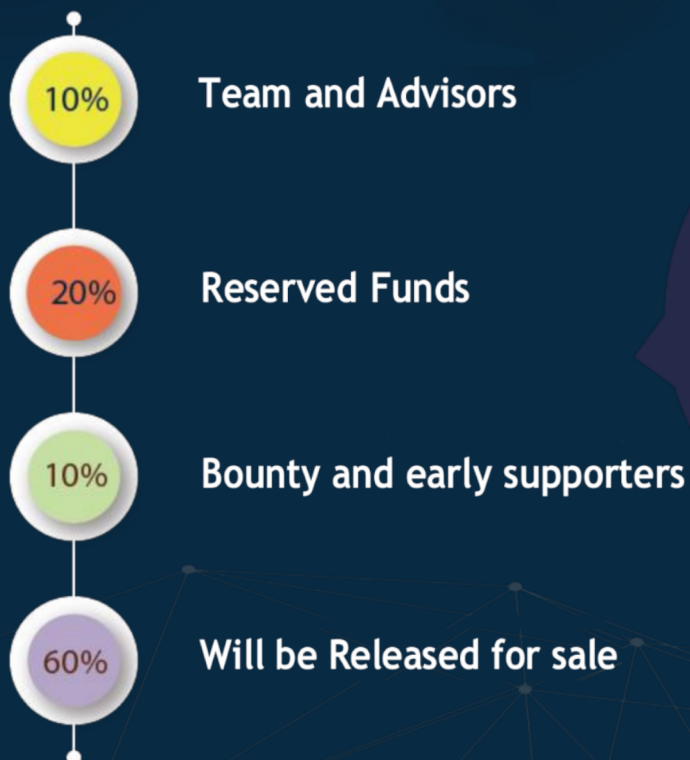 10% Team and Advisors
20% Reserved Funds
10% Bounty and early supporters
60% Will be Released for sale